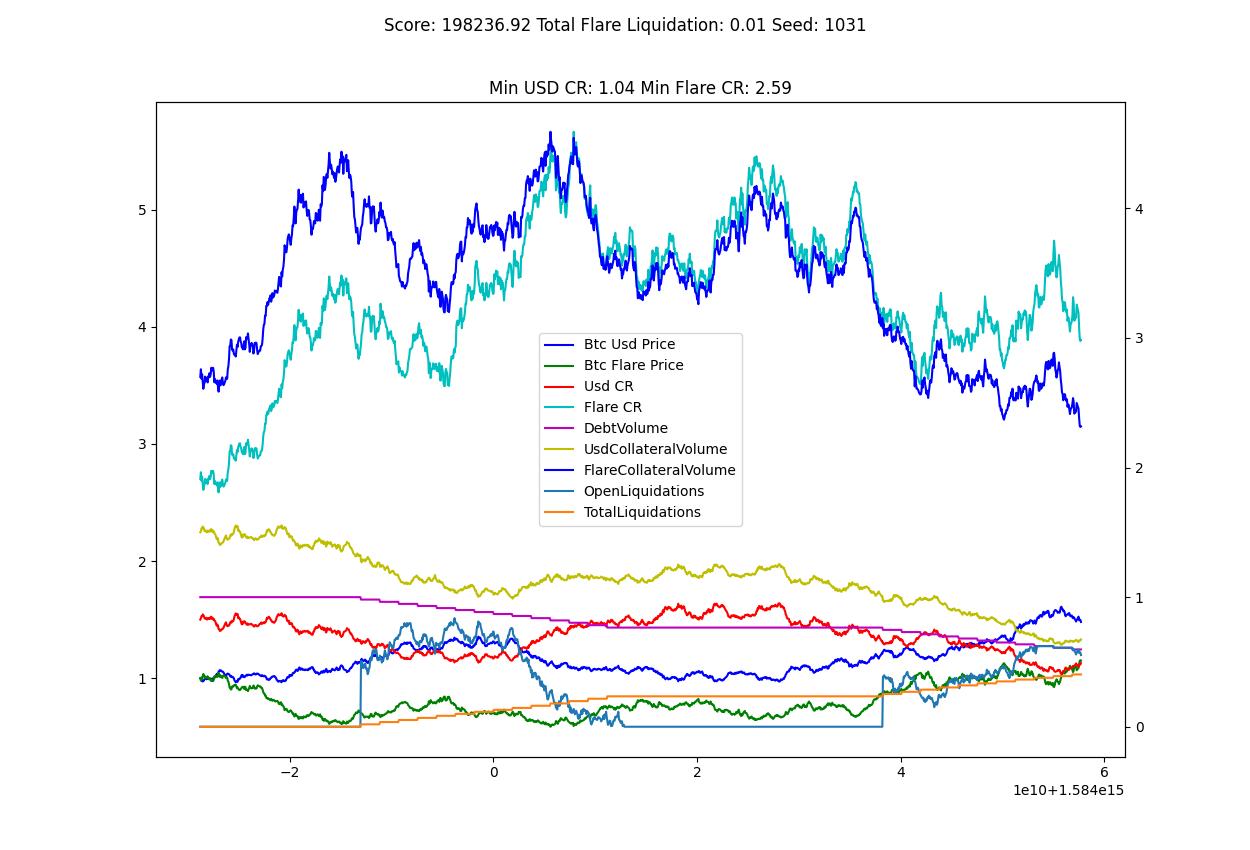 Score: 198236.92 Total Flare Liquidation: 0.01 Seed: 1031
Min USD CR: 1.04 Min Flare CR: 2.59
5
4
3
2
1
4
3
2
1
0
Btc Usd Price
Btc Flare Price
Usd CR
Flare CR
DebtVolume
UsdCollateralVolume
FlareCollateralVolume
OpenLiquidations
TotalLiquidations
−2 0 2 4 6
1e10+1.584e15